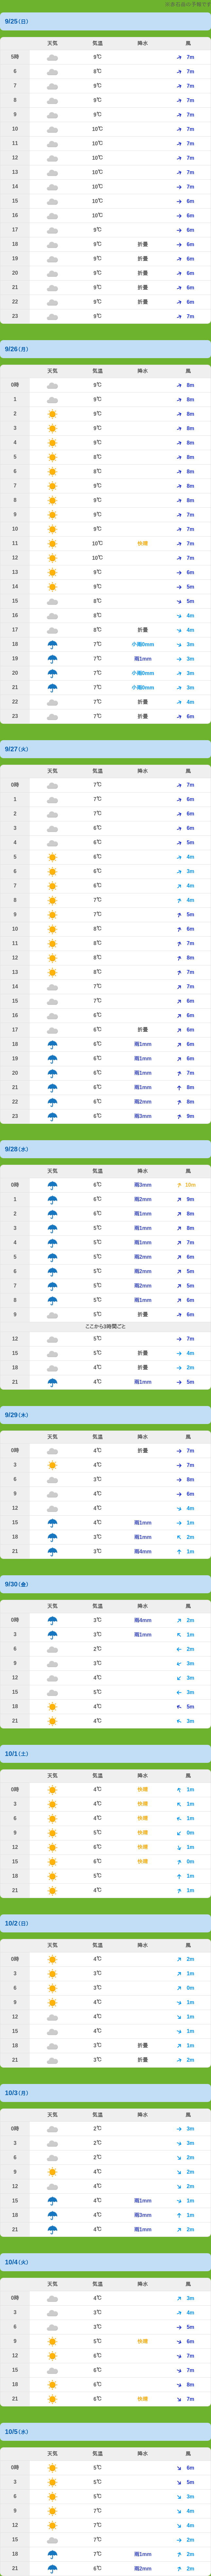 の予報です
9/25(日)
天気 気温 降水 風
5時 9℃ 7m
6 8℃ 7m
7 9℃ 7m
8 9℃ 7m
9 9℃ 7m
10 10℃ 7m
11 10℃ 7m
12 10℃ 7m
13 10℃ 7m
14 10℃ 7m
15 10℃ 6m
16 10℃ 6m
17 9℃ 6m
18 9℃ 折畳 6m
19 9℃ 折畳 6m
20 9℃ 折畳 6m
21 9℃ 折畳 6m
22 9℃ 折畳 6m
23 9℃ 7m
9/26(月)
天気 気温 降水 風
0時 9℃ 8m
1 9℃ 8m
2 9℃ 8m
3 9℃ 8m
4 9℃ 8m
5 8℃ 8m
6 8℃ 8m
7 9℃ 8m
8 9℃ 8m
9 9℃ 7m
10 9℃ 7m
11 10℃ 快晴 7m
12 10℃ 7m
13 9℃ 6m
14 9℃ 5m
15 8℃ 5m
16 8℃ 4m
17 8℃ 折畳 4m
18 7℃ 小雨0mm 3m
19 7℃ 雨1mm 3m
20 7℃ 小雨0mm 3m
21 7℃ 小雨0mm 3m
22 7℃ 折畳 4m
23 7℃ 折畳 6m
9/27(火)
天気 気温 降水 風
0時 7℃ 7m
1 7℃ 6m
2 7℃ 6m
3 6℃ 6m
4 6℃ 5m
5 6℃ 4m
6 6℃ 3m
7 6℃ 4m
8 7℃ 4m
9 7℃ 5m
10 8℃ 6m
11 8℃ 7m
12 8℃ 8m
13 8℃ 7m
14 7℃ 7m
15 7℃ 6m
16 6℃ 6m
17 6℃ 折畳 6m
18 6℃ 雨1mm 6m
19 6℃ 雨1mm 6m
20 6℃ 雨1mm 7m
21 6℃ 雨1mm 8m
22 6℃ 雨2mm 8m
23 6℃ 雨3mm 9m
9/28(水)
天気 気温 降水 風
0時 6℃ 雨3mm 10m
1 6℃ 雨2mm 9m
2 6℃ 雨1mm 8m
3 5℃ 雨1mm 8m
4 5℃ 雨1mm 7m
5 5℃ 雨2mm 6m
6 5℃ 雨2mm 5m
7 5℃ 雨2mm 5m
8 5℃ 雨1mm 6m
9 5℃ 折畳 6m
ここから3時間ごと
12 5℃ 7m
15 5℃ 折畳 4m
18 4℃ 折畳 2m
21 4℃ 雨1mm 5m
9/29(木)
天気 気温 降水 風
0時 4℃ 折畳 7m
3 4℃ 7m
6 3℃ 8m
9 4℃ 6m
12 4℃ 4m
15 4℃ 雨1mm 1m
18 3℃ 雨1mm 2m
21 3℃ 雨4mm 1m
9/30(金)
天気 気温 降水 風
0時 3℃ 雨4mm 2m
3 3℃ 雨1mm 1m
6 2℃ 2m
9 3℃ 3m
12 4℃ 3m
15 5℃ 3m
18 4℃ 5m
21 4℃ 3m
10/1(土)
天気 気温 降水 風
0時 4℃ 快晴 1m
3 4℃ 快晴 1m
6 4℃ 快晴 1m
9 5℃ 快晴 0m
12 6℃ 快晴 1m
15 6℃ 快晴 0m
18 5℃ 1m
21 4℃ 1m
10/2(日)
天気 気温 降水 風
0時 4℃ 2m
3 3℃ 1m
6 3℃ 0m
9 4℃ 1m
12 4℃ 1m
15 4℃ 1m
18 3℃ 折畳 1m
21 3℃ 折畳 2m
10/3(月)
天気 気温 降水 風
0時 2℃ 3m
3 2℃ 3m
6 2℃ 2m
9 4℃ 2m
12 4℃ 2m
15 4℃ 雨1mm 1m
18 4℃ 雨3mm 1m
21 4℃ 雨1mm 2m
10/4(火)
天気 気温 降水 風
0時 4℃ 3m
3 3℃ 4m
6 3℃ 5m
9 5℃ 快晴 6m
12 6℃ 7m
15 6℃ 7m
18 6℃ 8m
21 6℃ 快晴 7m
10/5(水)
天気 気温 降水 風
0時 5℃ 6m
3 5℃ 5m
6 5℃ 3m
9 7℃ 4m
12 7℃ 4m
15 7℃ 2m
18 7℃ 雨1mm 2m
21 6℃ 雨2mm 2m